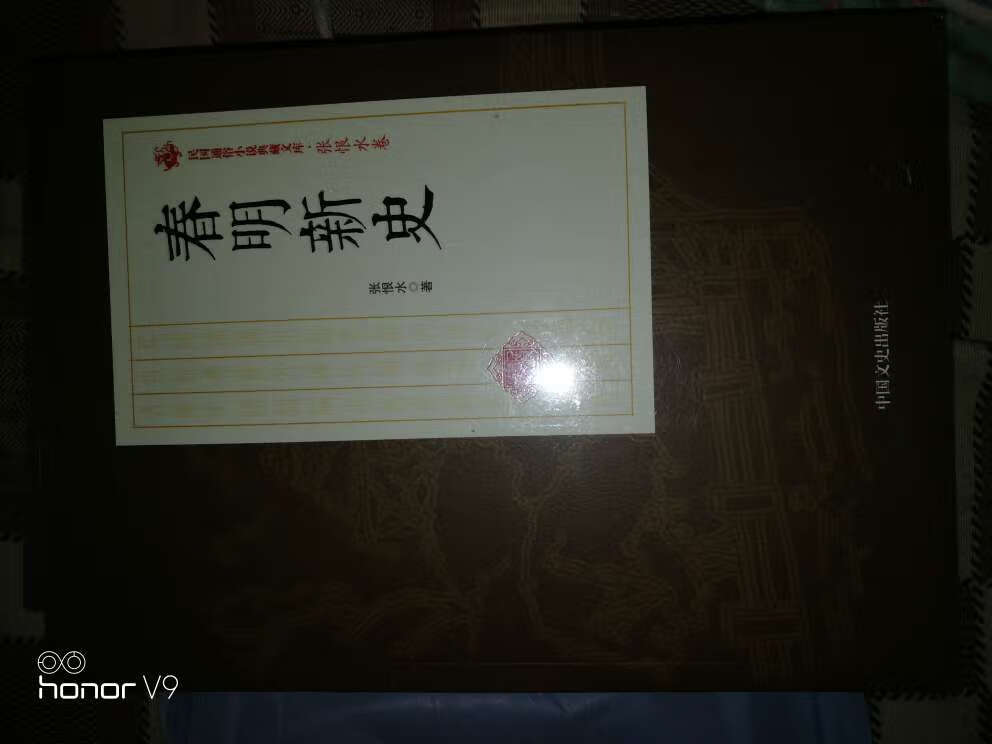 民国通俗小说典藏文库·张恨水卷
春明新史
张恨水◎著
中国文史出版社
honor V9